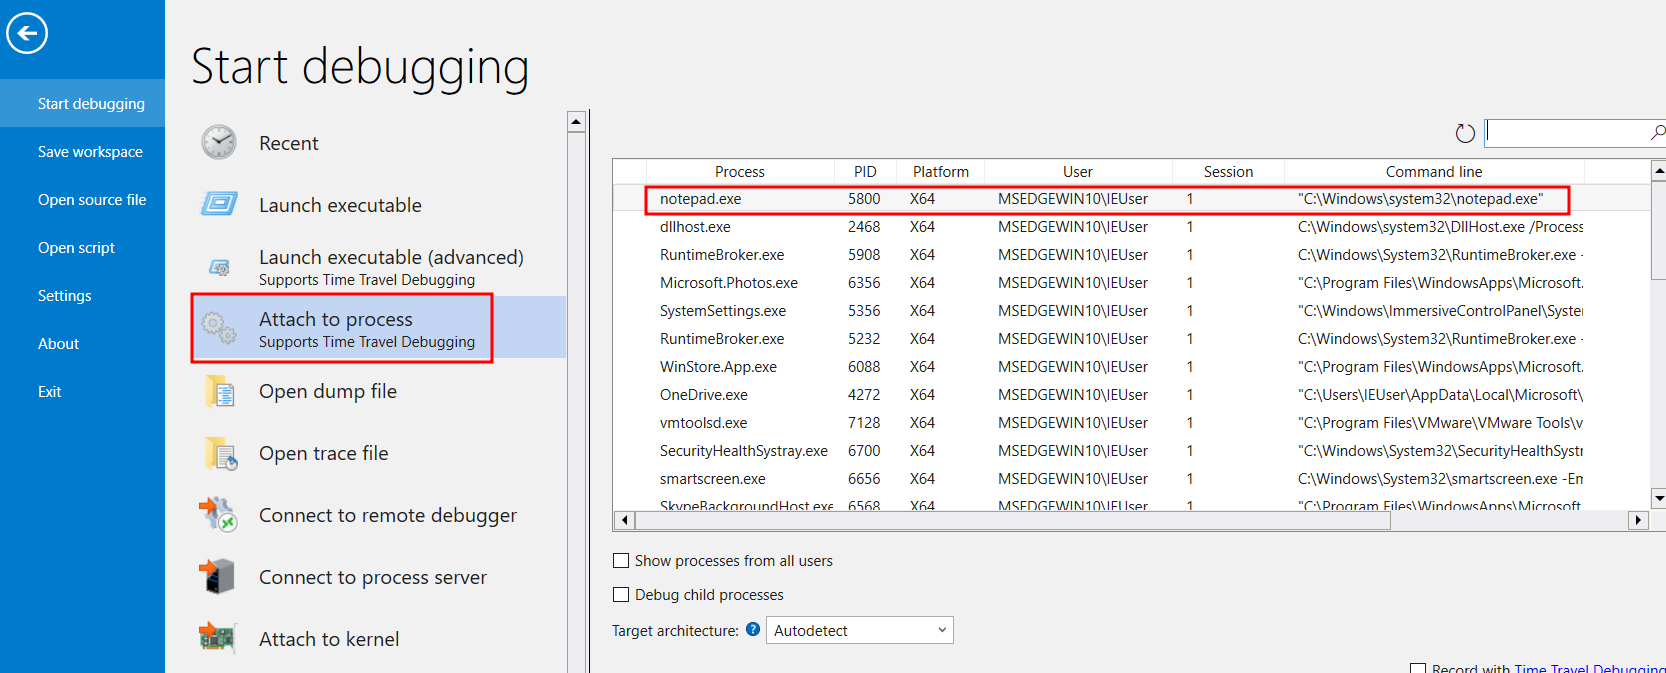 Start debugging
Start debugging
Save workspace
Open source file
Open script
Settings
About
Exit
Recent
Launch executable
Launch executable (advanced)
Supports Time Travel Debugging
Attach to process
Supports Time Travel Debugging
Open dump file
Open trace file
Connect to remote debugger
Connect to process server
Attach to kernel
Process PID Platform User Session Command line
notepad.exe 5800 X64 MSEDGEWIN10\IEUser 1 "C:\Windows\system32\notepad.exe"
dllhost.exe 2468 X64 MSEDGEWIN10\IEUser 1 C:\Windows\system32\DllHost.exe /Process
RuntimeBroker.exe 5908 X64 MSEDGEWIN10\IEUser 1 C:\Windows\System32\RuntimeBroker.exe -
Microsoft.Photos.exe 6356 X64 MSEDGEWIN10\IEUser 1 "C:\Program Files\WindowsApps\Microsoft.
SystemSettings.exe 5356 X64 MSEDGEWIN10\IEUser 1 "C:\Windows\ImmersiveControlPanel\Syste
RuntimeBroker.exe 5232 X64 MSEDGEWIN10\IEUser 1 C:\Windows\System32\RuntimeBroker.exe -
WinStore.App.exe 6088 X64 MSEDGEWIN10\IEUser 1 "C:\Program Files\WindowsApps\Microsoft.
OneDrive.exe 4272 X64 MSEDGEWIN10\IEUser 1 "C:\Users\IEUser\AppData\Local\Microsoft\
vmtoolsd.exe 7128 X64 MSEDGEWIN10\IEUser 1 "C:\Program Files\VMware\VMware Tools\v
SecurityHealthSystray.exe 6700 X64 MSEDGEWIN10\IEUser 1 "C:\Windows\System32\SecurityHealthSystr
smartscreen.exe 6656 X64 MSEDGEWIN10\IEUser 1 C:\Windows\System32\smartscreen.exe -Em
SkypeBackgroundHost.exe 6568 X64 MSEDGEWIN10\IEUser 1 "C:\Program Files\WindowsApps\Microsoft
Show processes from all users
Debug child processes
Target architecture: ? Autodetect
Record with Time Travel Debugging